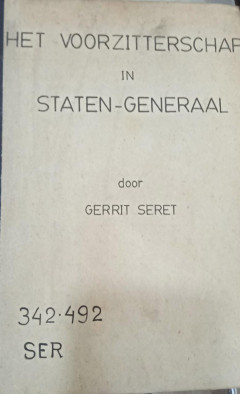 HET VOORZITTERSCHAP
IN
STATEN-GENERAAL
door
GERRIT SERET
342.492
SER